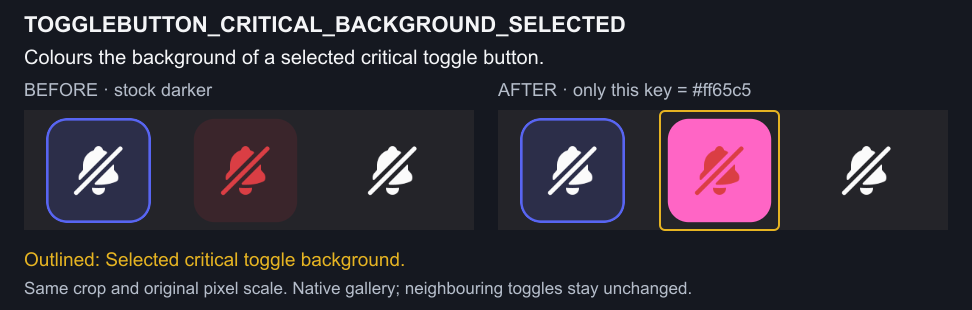 TOGGLEBUTTON_CRITICAL_BACKGROUND_SELECTED
Colours the background of a selected critical toggle button.
BEFORE · stock darker
AFTER · only this key = #ff65c5
Outlined: Selected critical toggle background.
Same crop and original pixel scale. Native gallery; neighbouring toggles stay unchanged.